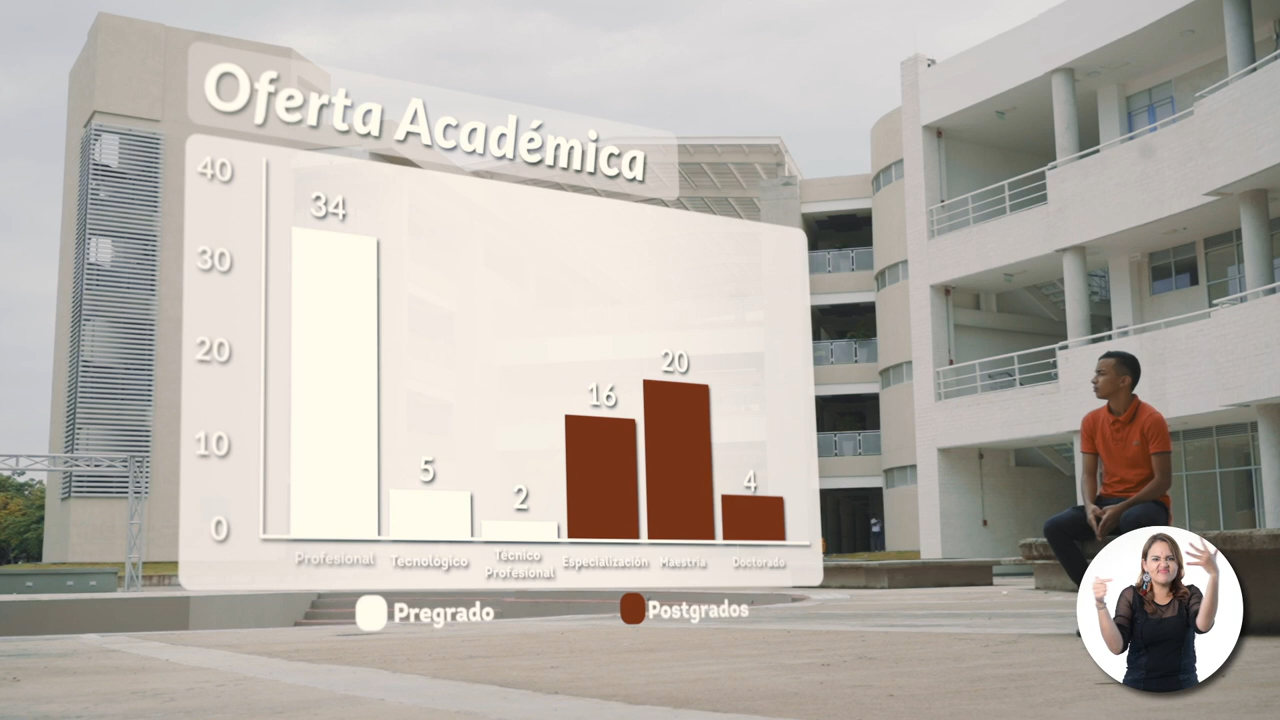 Oferta Académica
40
30
20
10
0
34
5
2
16
20
4
Profesional
Tecnológico
Técnico
Profesional
Especialización
Maestria
Doctorado
Pregrado
Postgrados